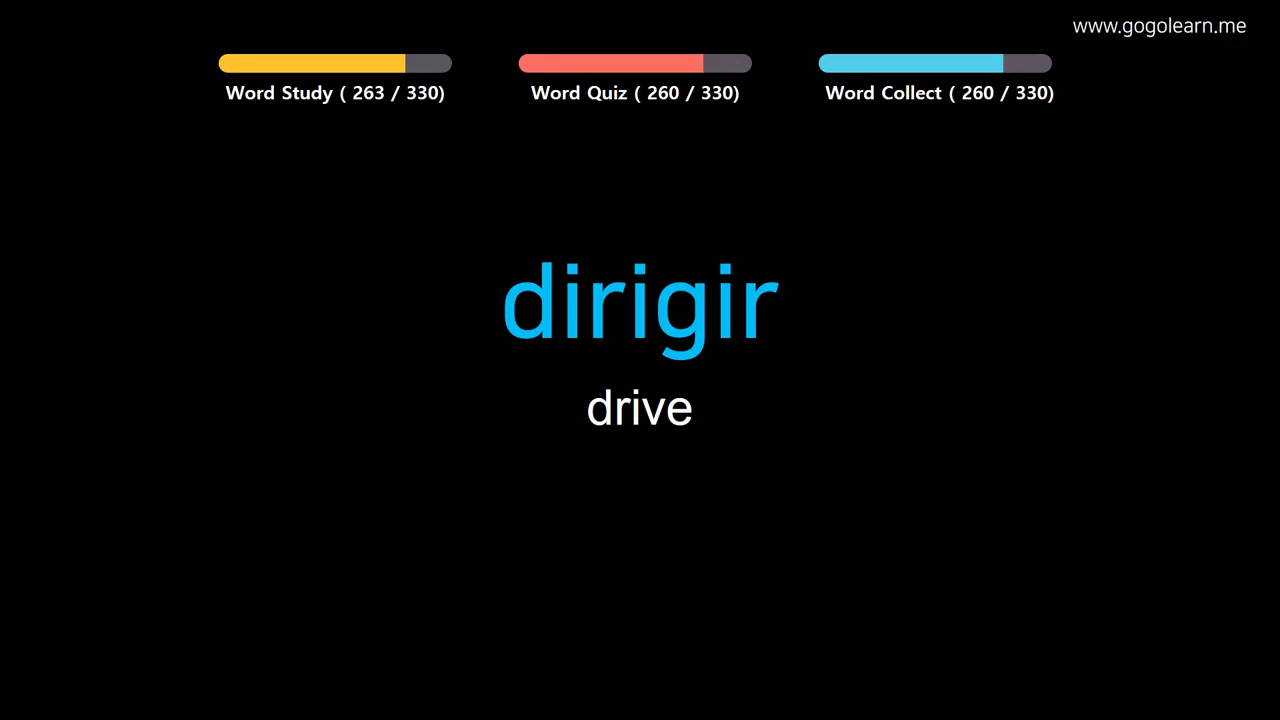 www.gogolearn.me
Word Study ( 263 / 330)
Word Quiz ( 260 / 330)
Word Collect ( 260 / 330)
dirigir
drive